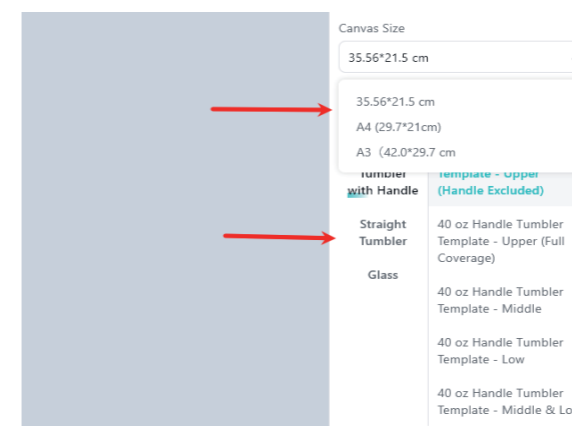 Canvas Size
35.56*21.5 cm
35.56*21.5 cm
A4 (29.7*21cm)
A3（42.0*29.7 cm
Tumbler
with Handle
Straight
Tumbler
Glass
Template - Upper
(Handle Excluded)
40 oz Handle Tumbler
Template - Upper (Full
Coverage)
40 oz Handle Tumbler
Template - Middle
40 oz Handle Tumbler
Template - Low
40 oz Handle Tumbler
Template - Middle & Lo